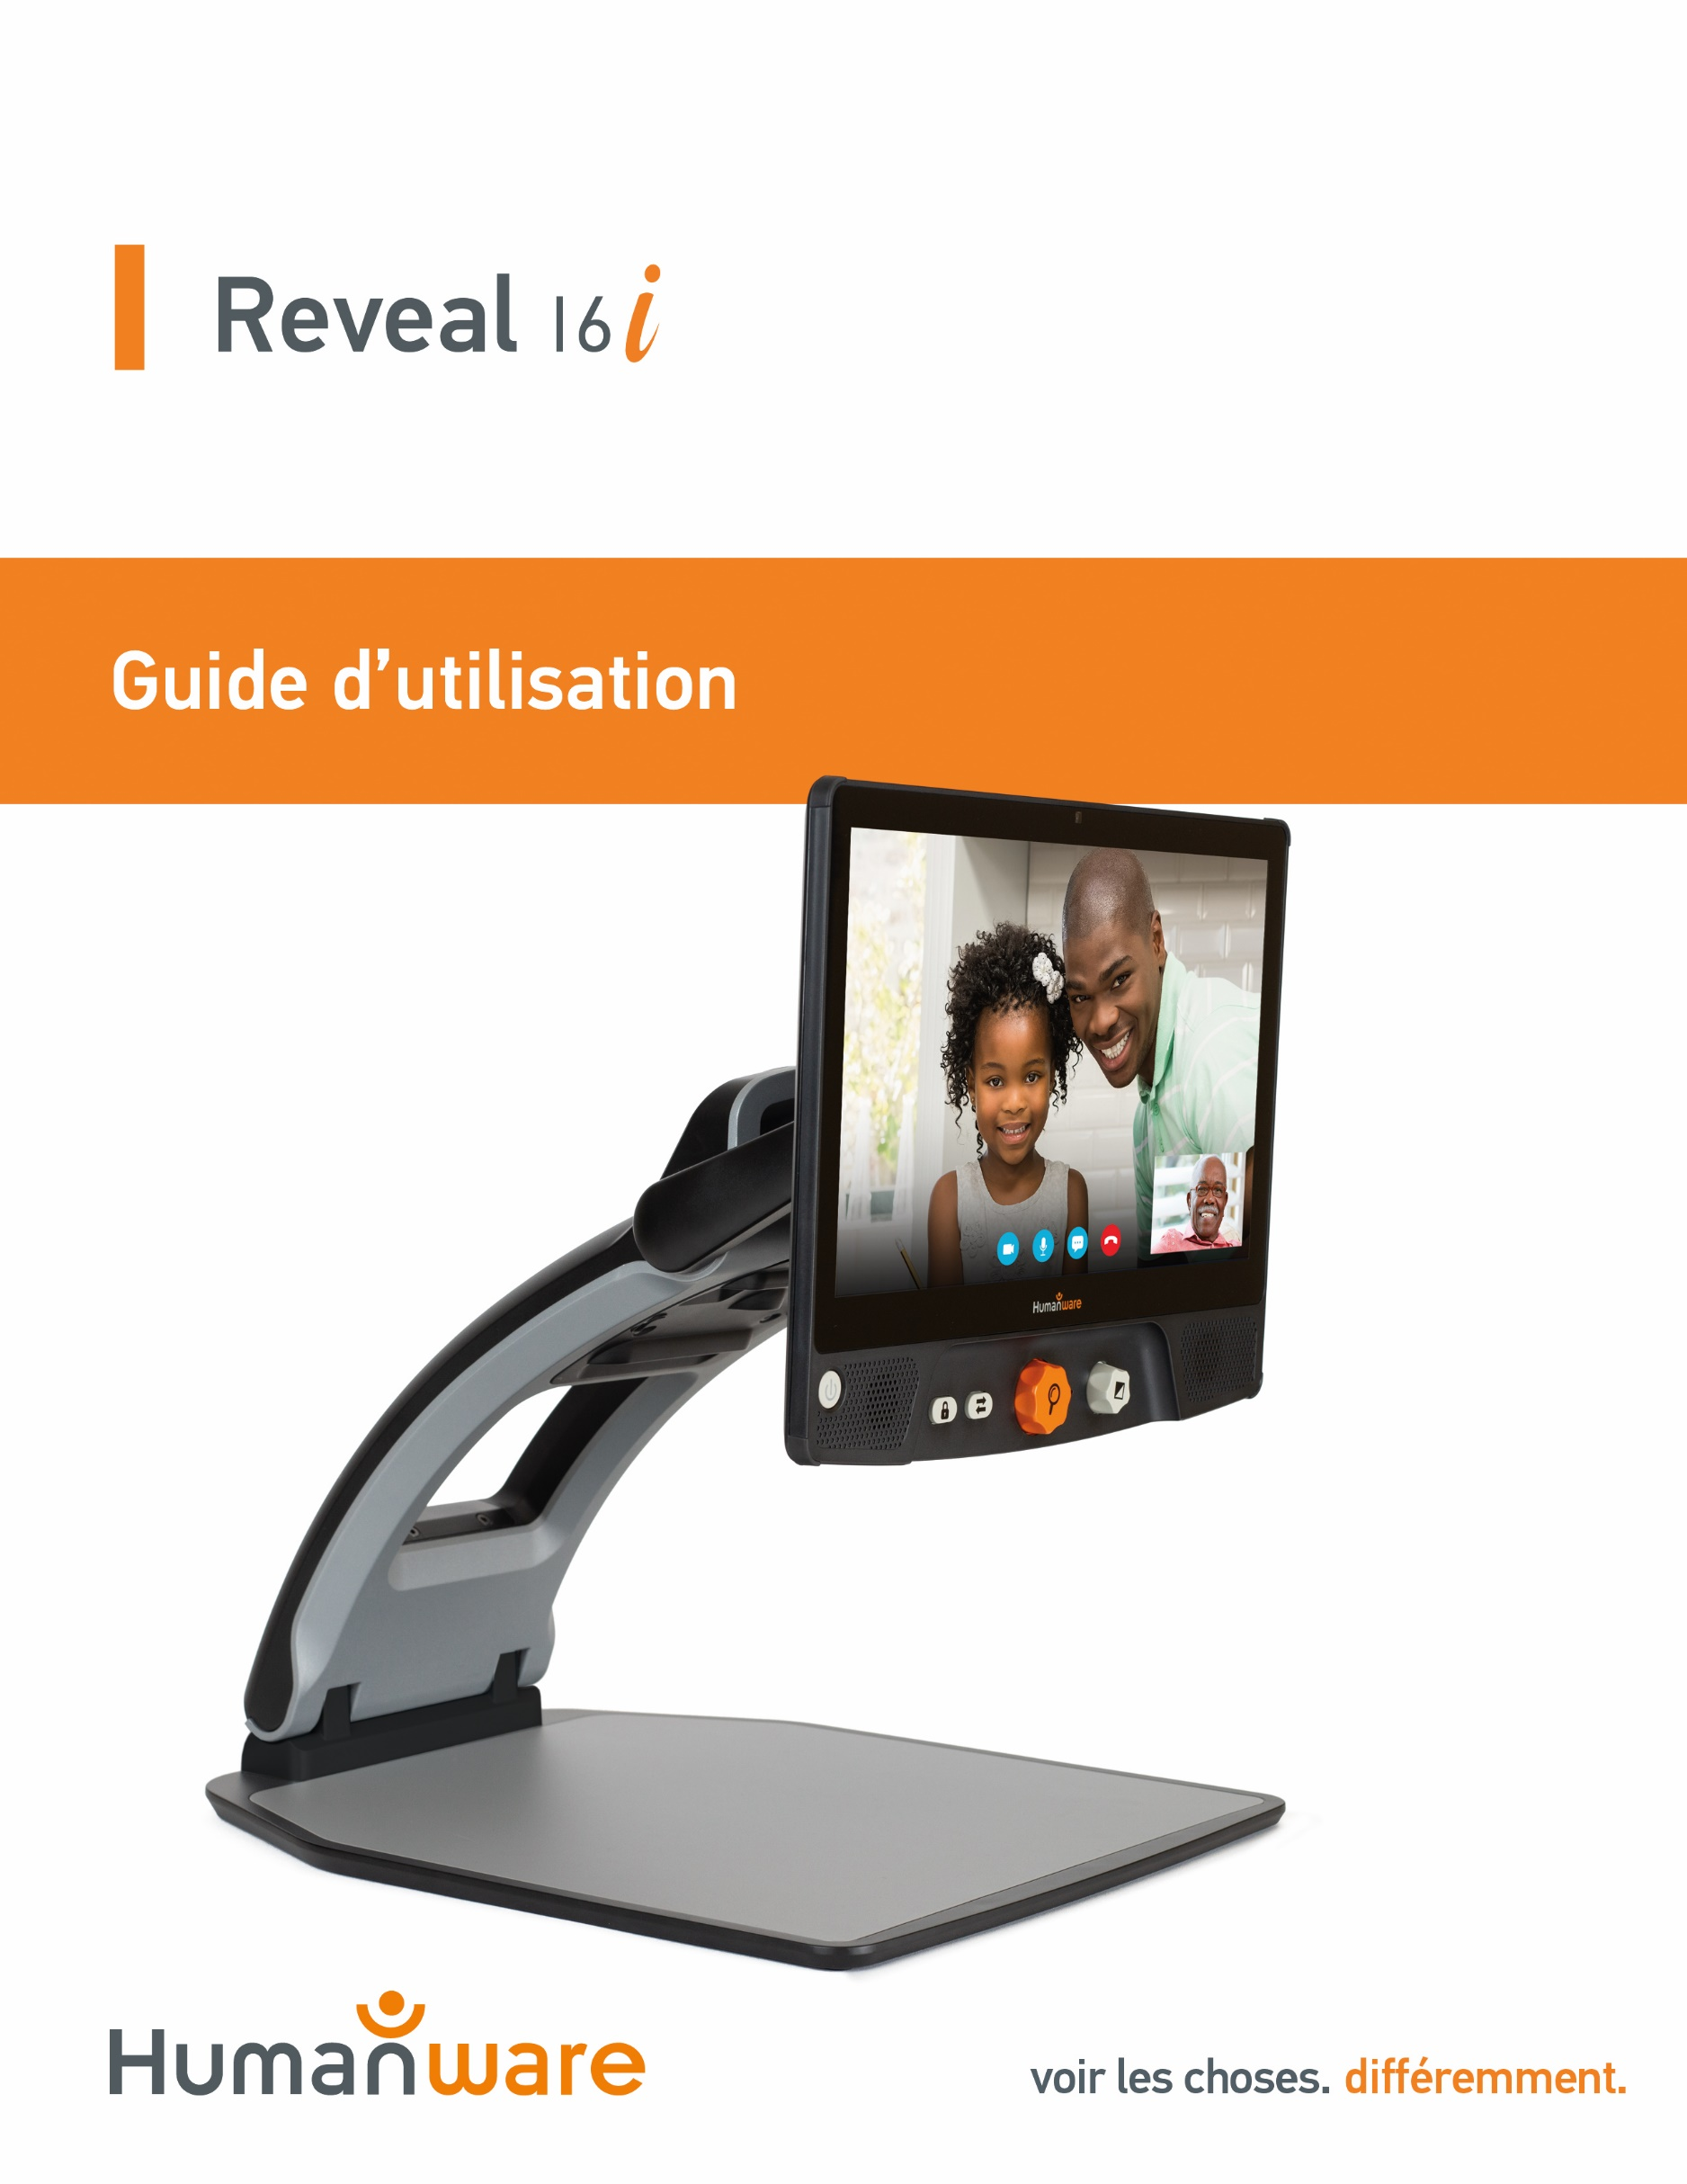 Reveal 16i
Guide d'utilisation
Humanware
Humanware
voir les choses. différemment.